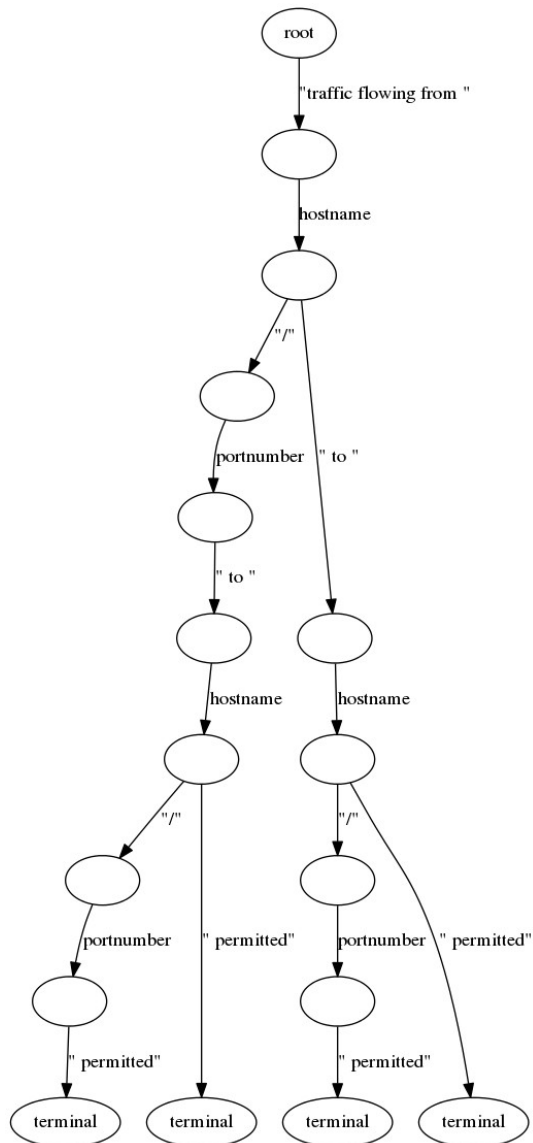 root
"traffic flowing from "
hostname
"/"
portnumber
" to "
" to "
hostname
hostname
"/"
"/"
portnumber
" permitted"
portnumber
" permitted"
" permitted"
" permitted"
terminal
terminal
terminal
terminal